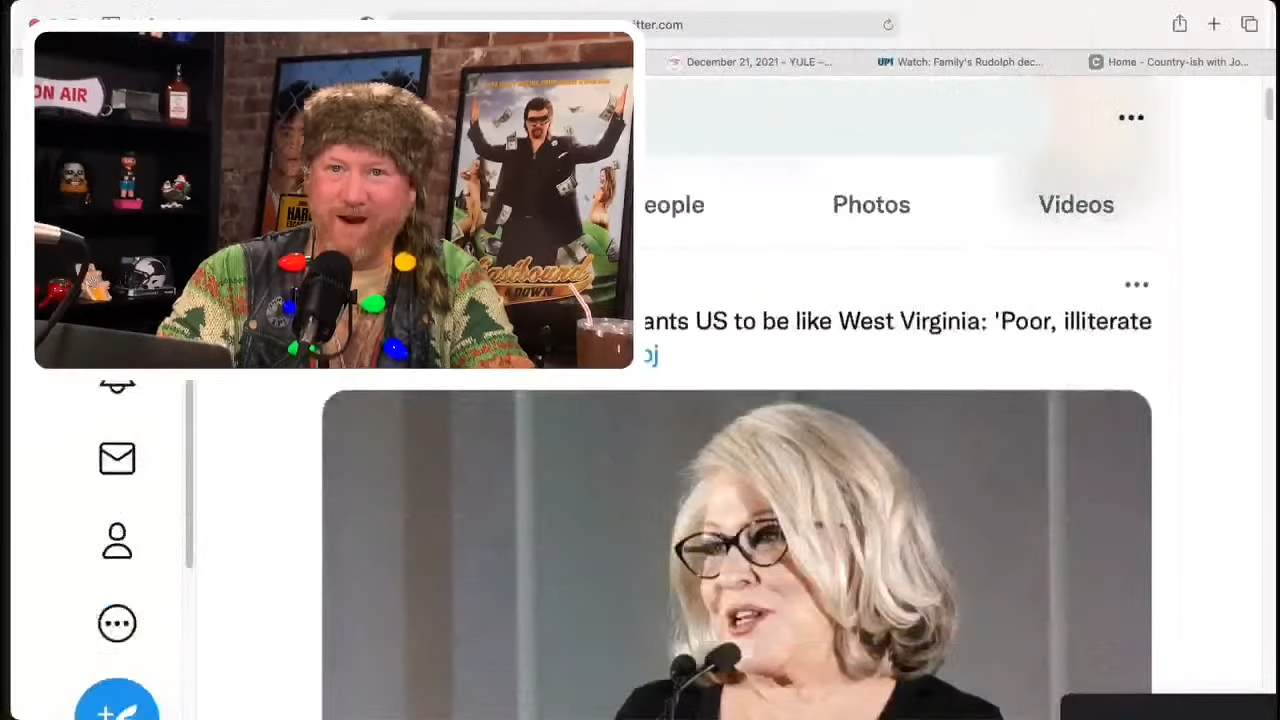 itter.com
December 21, 2021 - YULE –...
UP! Watch: Family's Rudolph dec...
C Home - Country-ish with Jo...
ON AIR
eople
Photos
Videos
ants US to be like West Virginia: 'Poor, illiterate
Eastbound
& DOWN